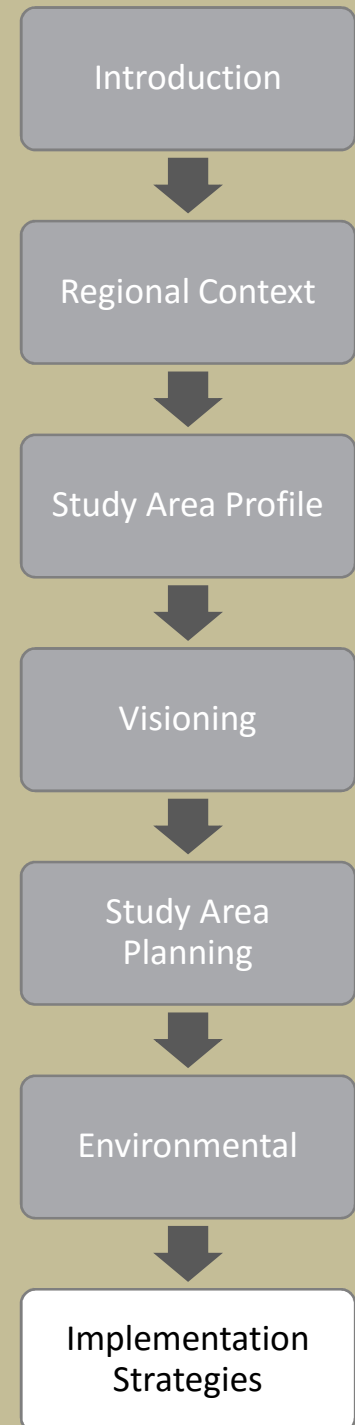 Introduction
Regional Context
Study Area Profile
Visioning
Study Area
Planning
Environmental
Implementation
Strategies